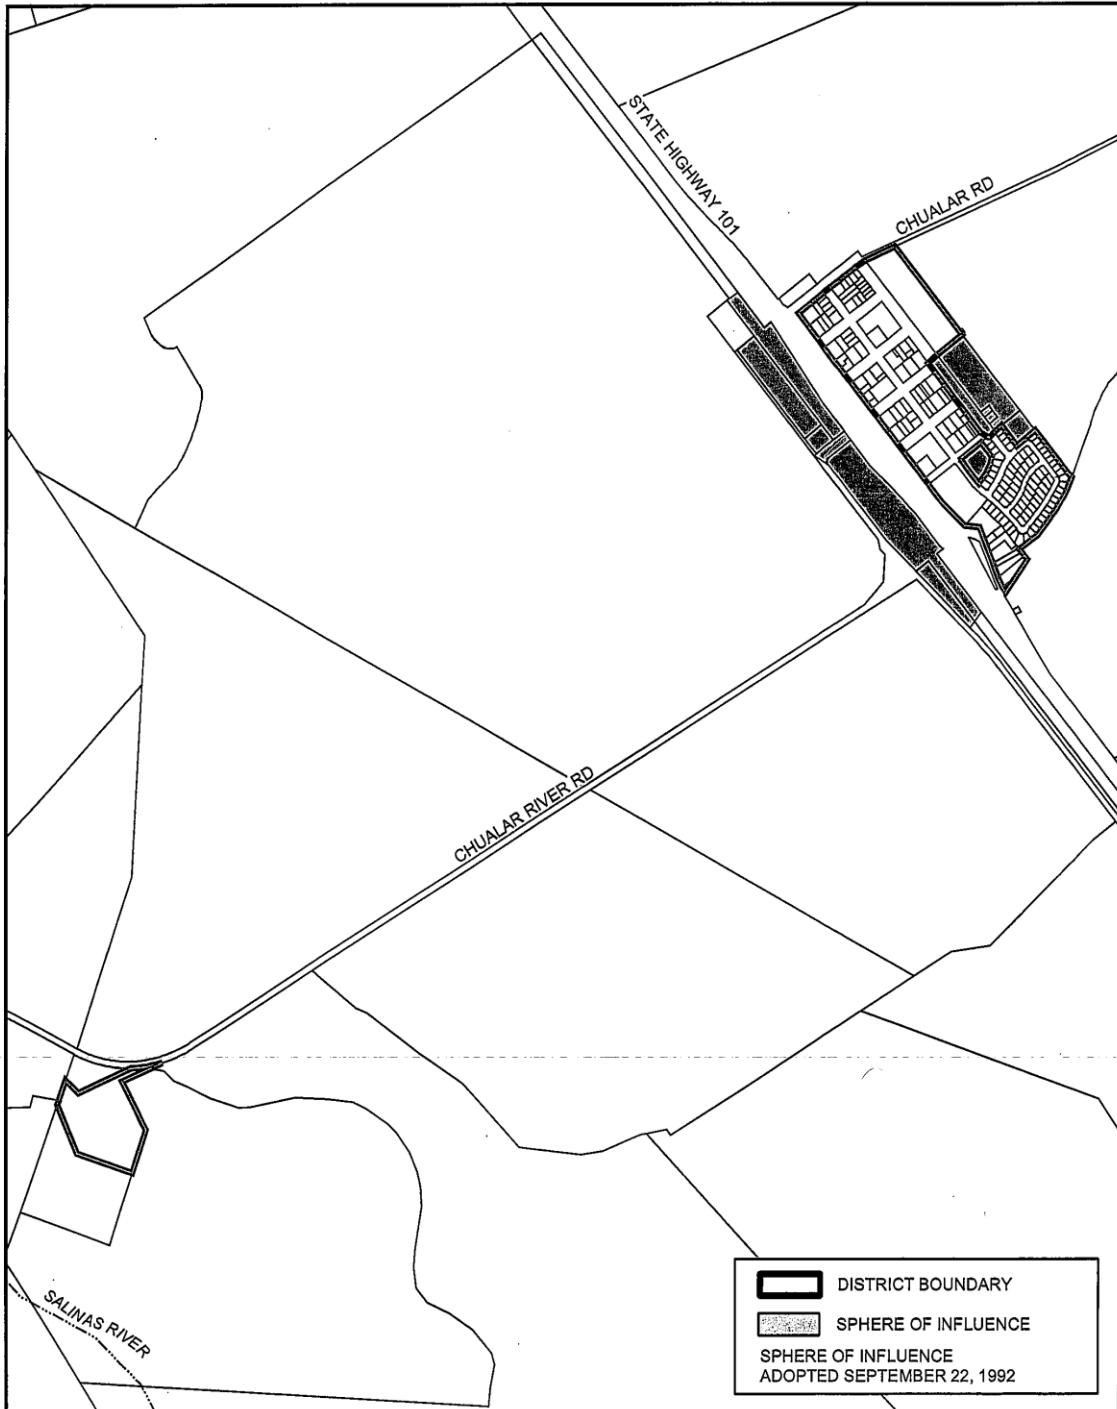 STATE HIGHWAY 101
CHUALAR RD
CHUALAR RIVER RD
SALINAS RIVER
DISTRICT BOUNDARY
SPHERE OF INFLUENCE
SPHERE OF INFLUENCE
ADOPTED SEPTEMBER 22, 1992